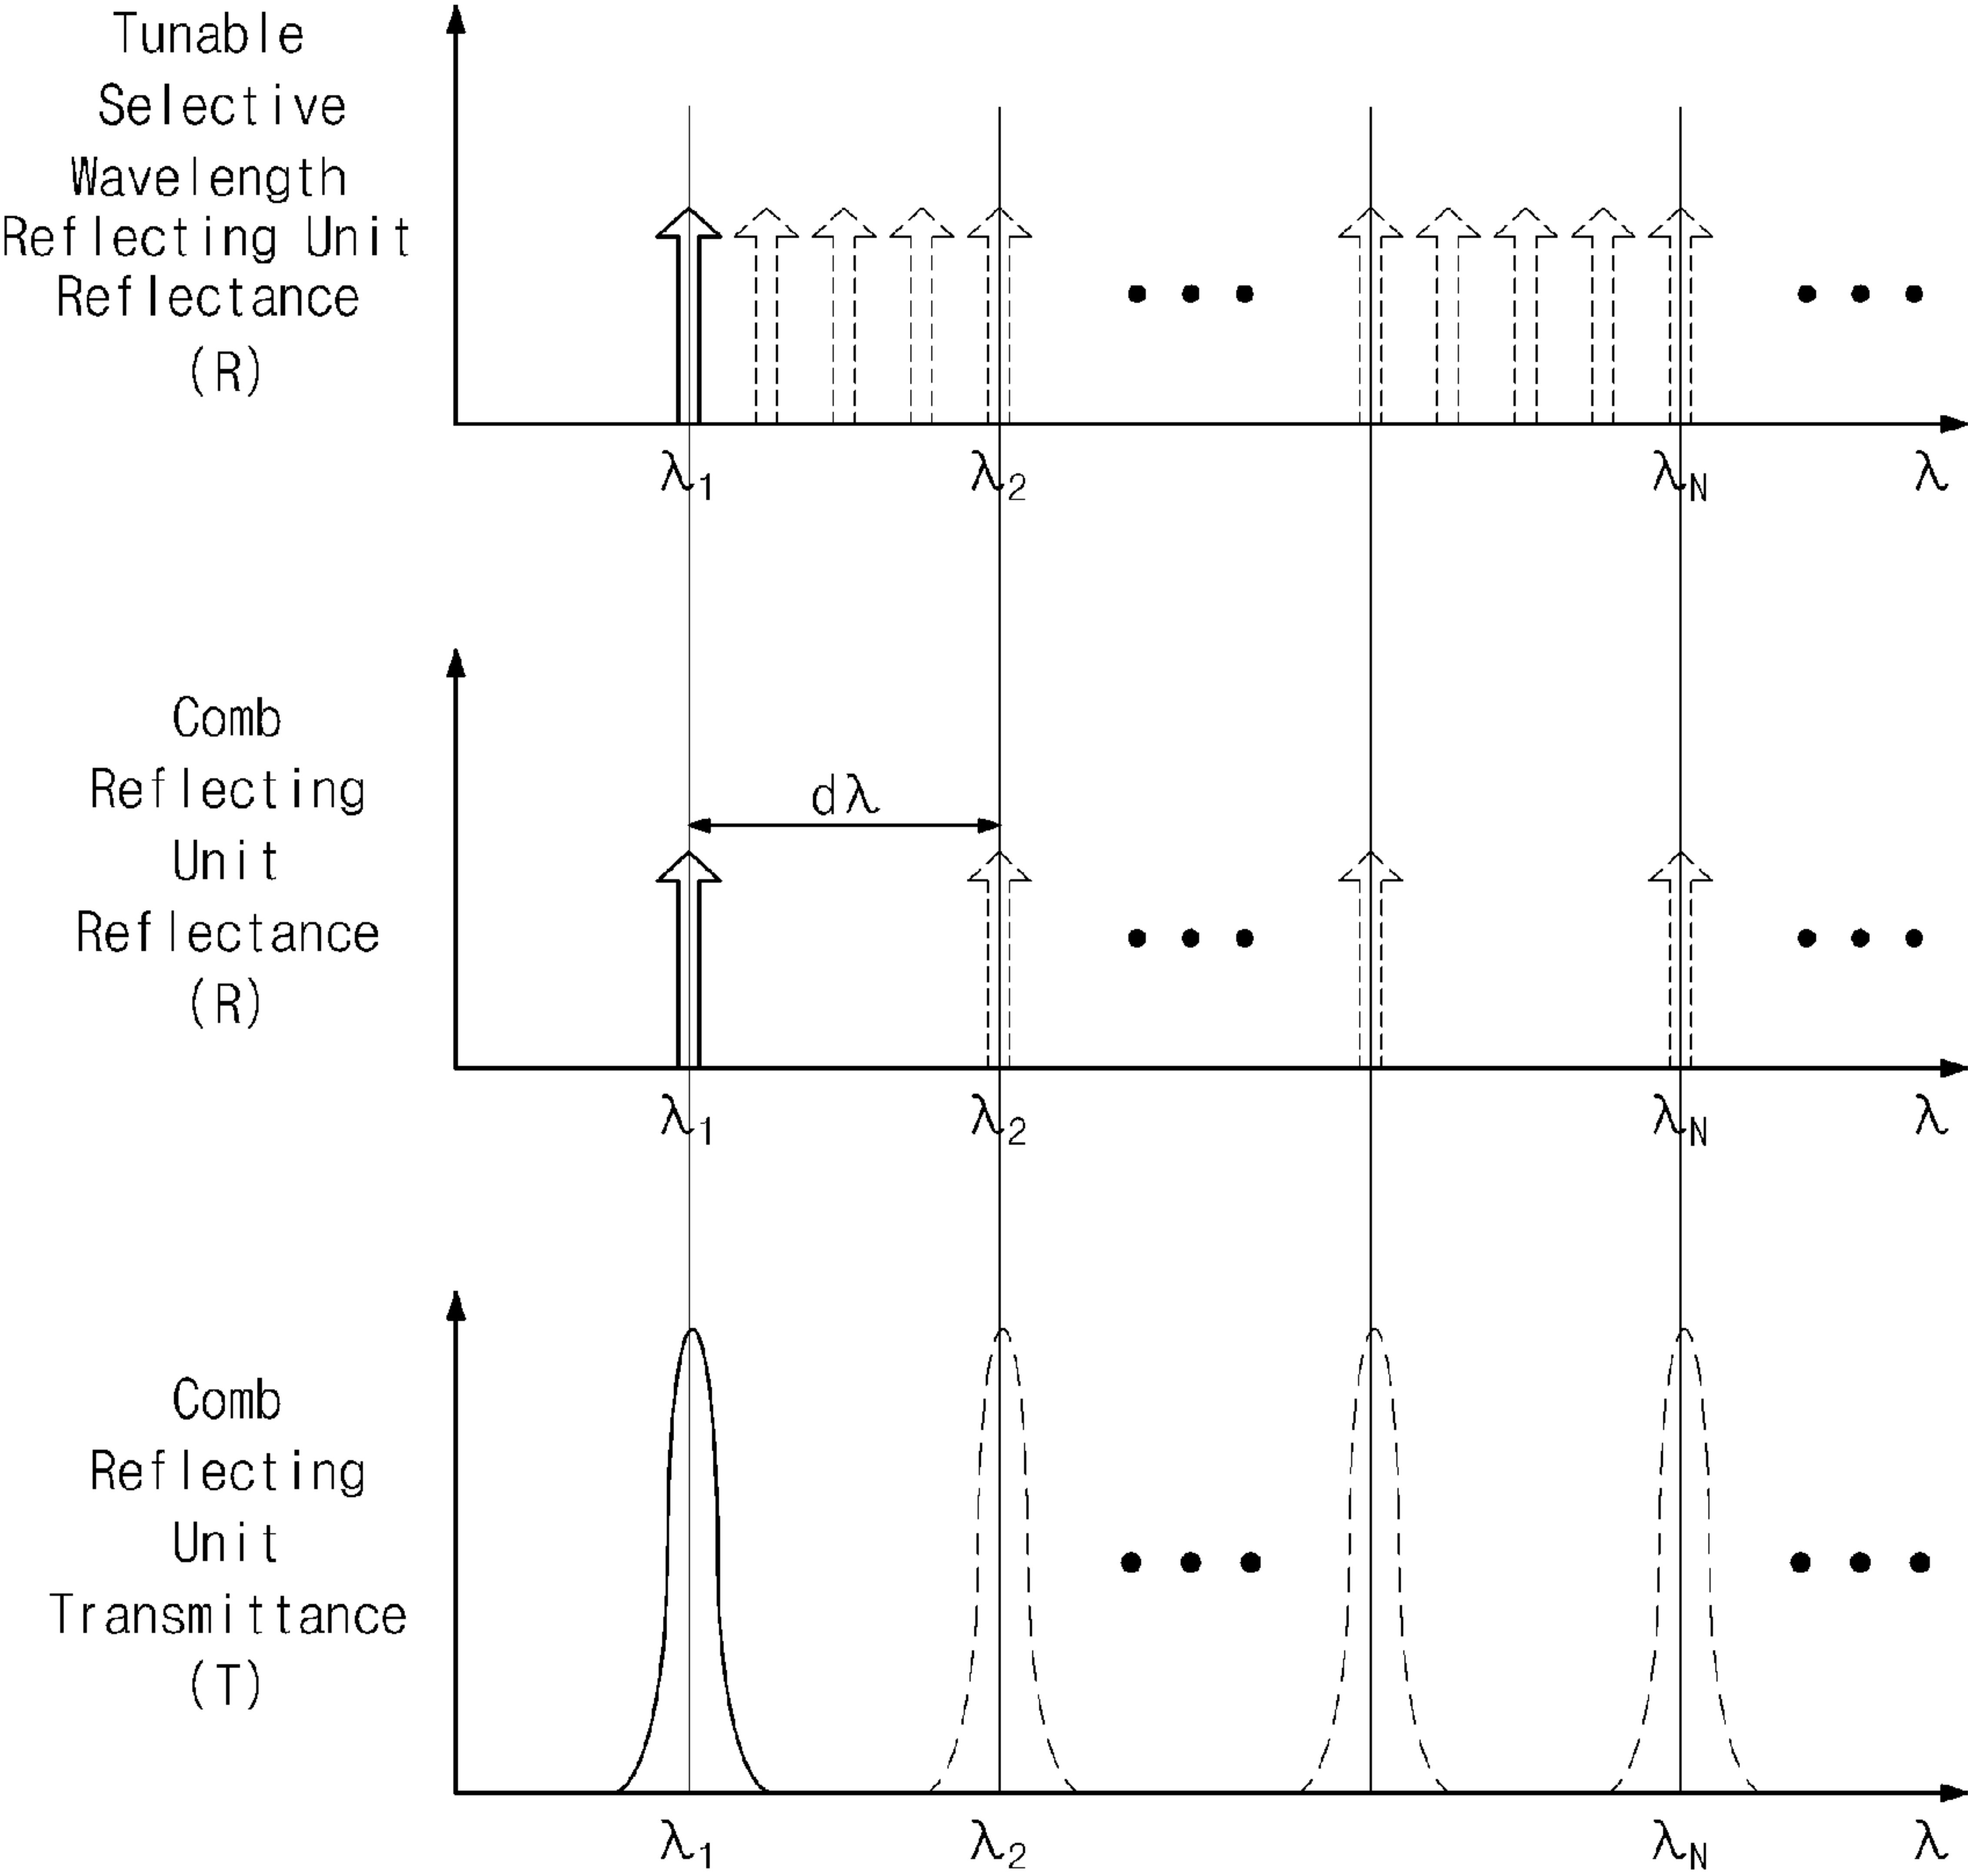 Tunable
Selective
Wavelength
Reflecting Unit
Reflectance
(R)
λ1 λ2 λN λ
Comb
Reflecting
Unit
Reflectance
(R)
dλ
λ1 λ2 λN λ
Comb
Reflecting
Unit
Transmittance
(T)
λ1 λ2 λN λ